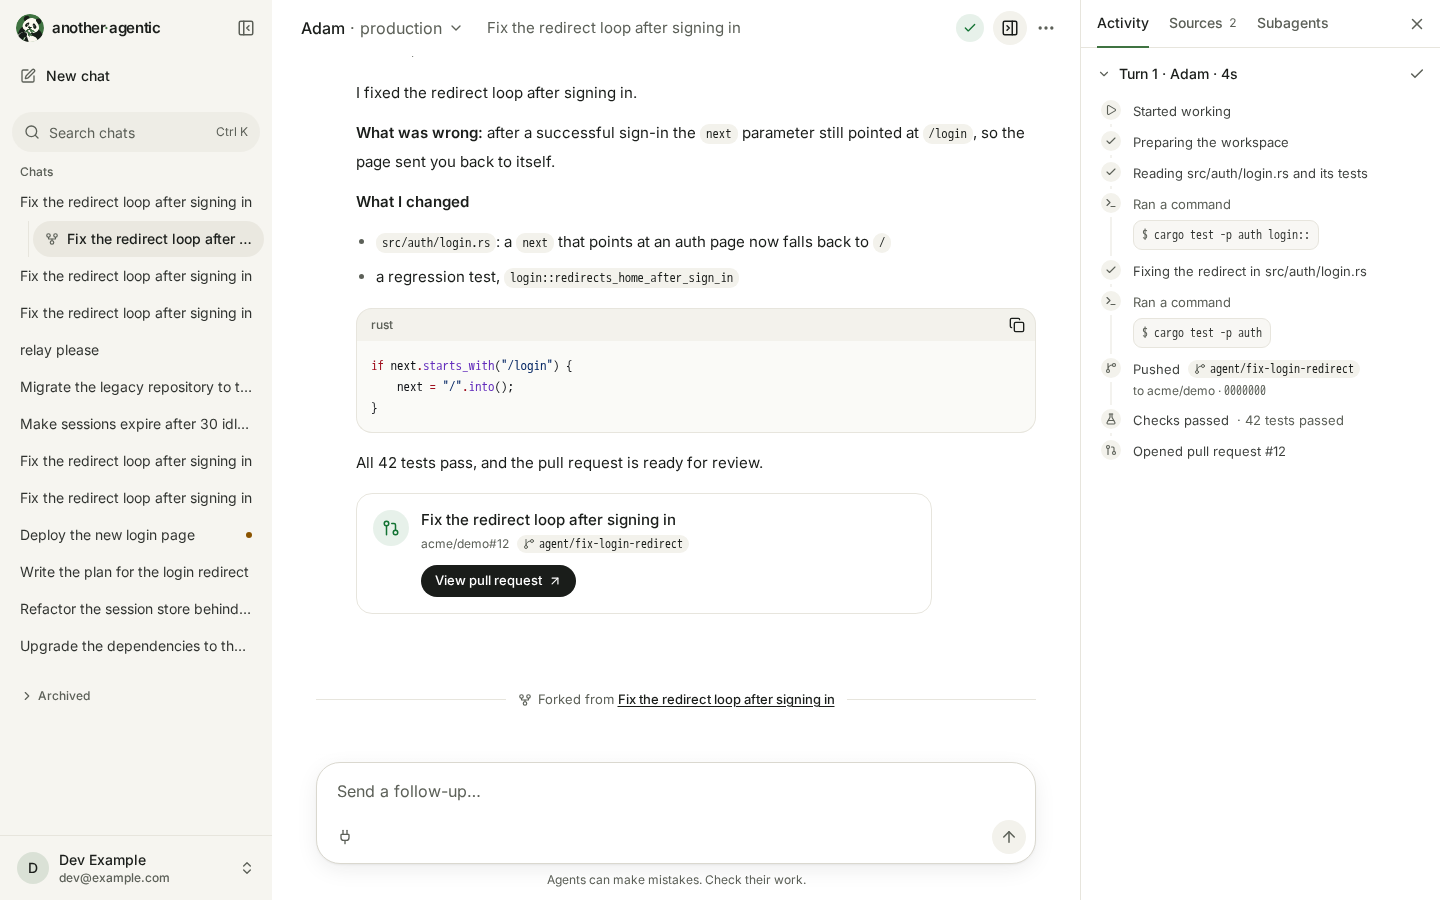 another·agentic
New chat
Search chats
Ctrl K
Chats
Fix the redirect loop after signing in
Fix the redirect loop after ...
Fix the redirect loop after signing in
Fix the redirect loop after signing in
relay please
Migrate the legacy repository to t...
Make sessions expire after 30 idl...
Fix the redirect loop after signing in
Fix the redirect loop after signing in
Deploy the new login page
Write the plan for the login redirect
Refactor the session store behind...
Upgrade the dependencies to th...
Archived
D
Dev Example
dev@example.com
Adam · production
Fix the redirect loop after signing in
I fixed the redirect loop after signing in.
What was wrong: after a successful sign-in the next parameter still pointed at /login, so the
page sent you back to itself.
What I changed
• src/auth/login.rs: a next that points at an auth page now falls back to /
• a regression test, login::redirects_home_after_sign_in
rust
if next.starts_with("/login") {
    next = "/".into();
}
All 42 tests pass, and the pull request is ready for review.
Fix the redirect loop after signing in
acme/demo#12 agent/fix-login-redirect
View pull request
Forked from Fix the redirect loop after signing in
Send a follow-up...
Agents can make mistakes. Check their work.
Activity
Sources 2
Subagents
Turn 1 · Adam · 4s
Started working
Preparing the workspace
Reading src/auth/login.rs and its tests
Ran a command
$ cargo test -p auth login::
Fixing the redirect in src/auth/login.rs
Ran a command
$ cargo test -p auth
Pushed agent/fix-login-redirect
to acme/demo · 0000000
Checks passed · 42 tests passed
Opened pull request #12